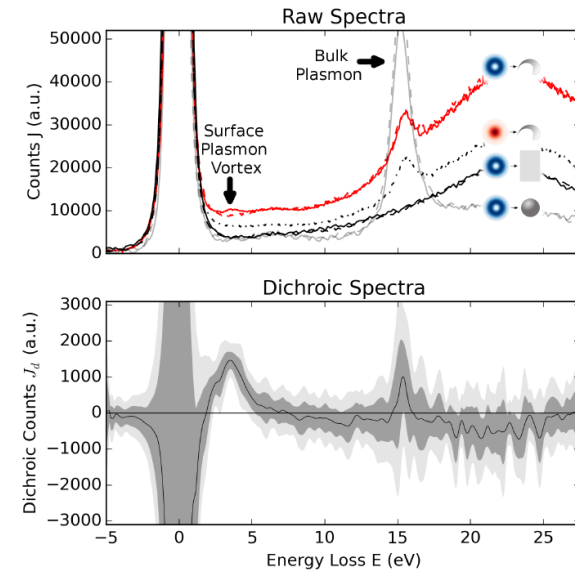 Raw Spectra
50000
40000
30000
20000
10000
0
Counts J (a.u.)
Bulk
Plasmon
Surface
Plasmon
Vortex
Dichroic Spectra
3000
2000
1000
0
−1000
−2000
−3000
Dichroic Counts J_d (a.u.)
−5
0
5
10
15
20
25
Energy Loss E (eV)